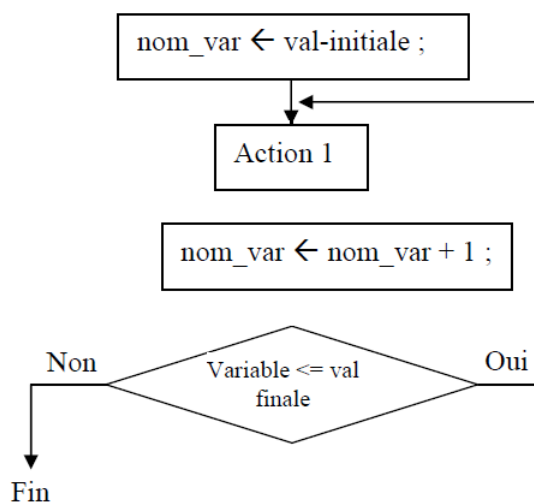 nom_var ← val-initiale ;
Action 1
nom_var ← nom_var + 1 ;
Non
Variable <= val
finale
Oui
Fin